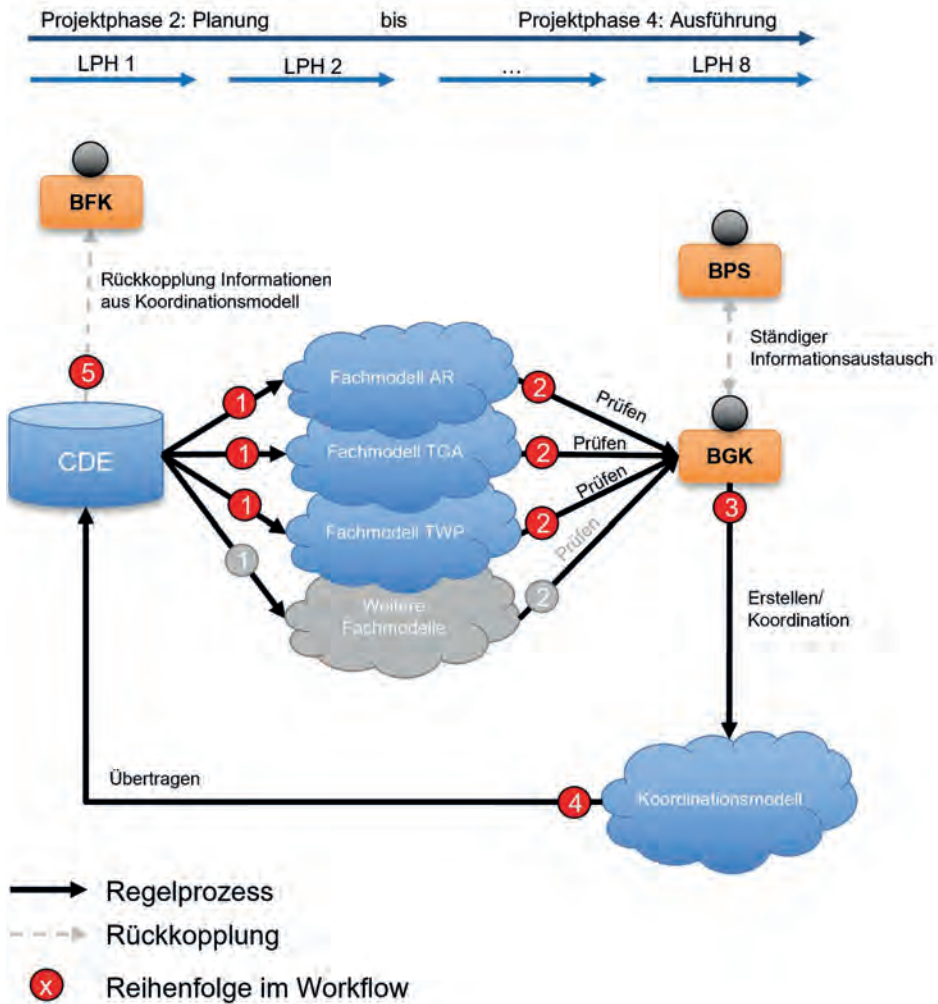 Projektphase 2: Planung bis Projektphase 4: Ausführung
LPH 1 LPH 2 ... LPH 8
BFK
BPS
Rückkopplung Informationen
aus Koordinationsmodell
Ständiger
Informationsaustausch
5
CDE
1
1
1
1
Fachmodell AR
Fachmodell TGA
Fachmodell TWP
Weitere
Fachmodelle
2
2
2
2
Prüfen
Prüfen
Prüfen
Prüfen
BGK
3
Erstellen/
Koordination
Koordinationsmodell
4
Übertragen
Regelprozess
Rückkopplung
x Reihenfolge im Workflow